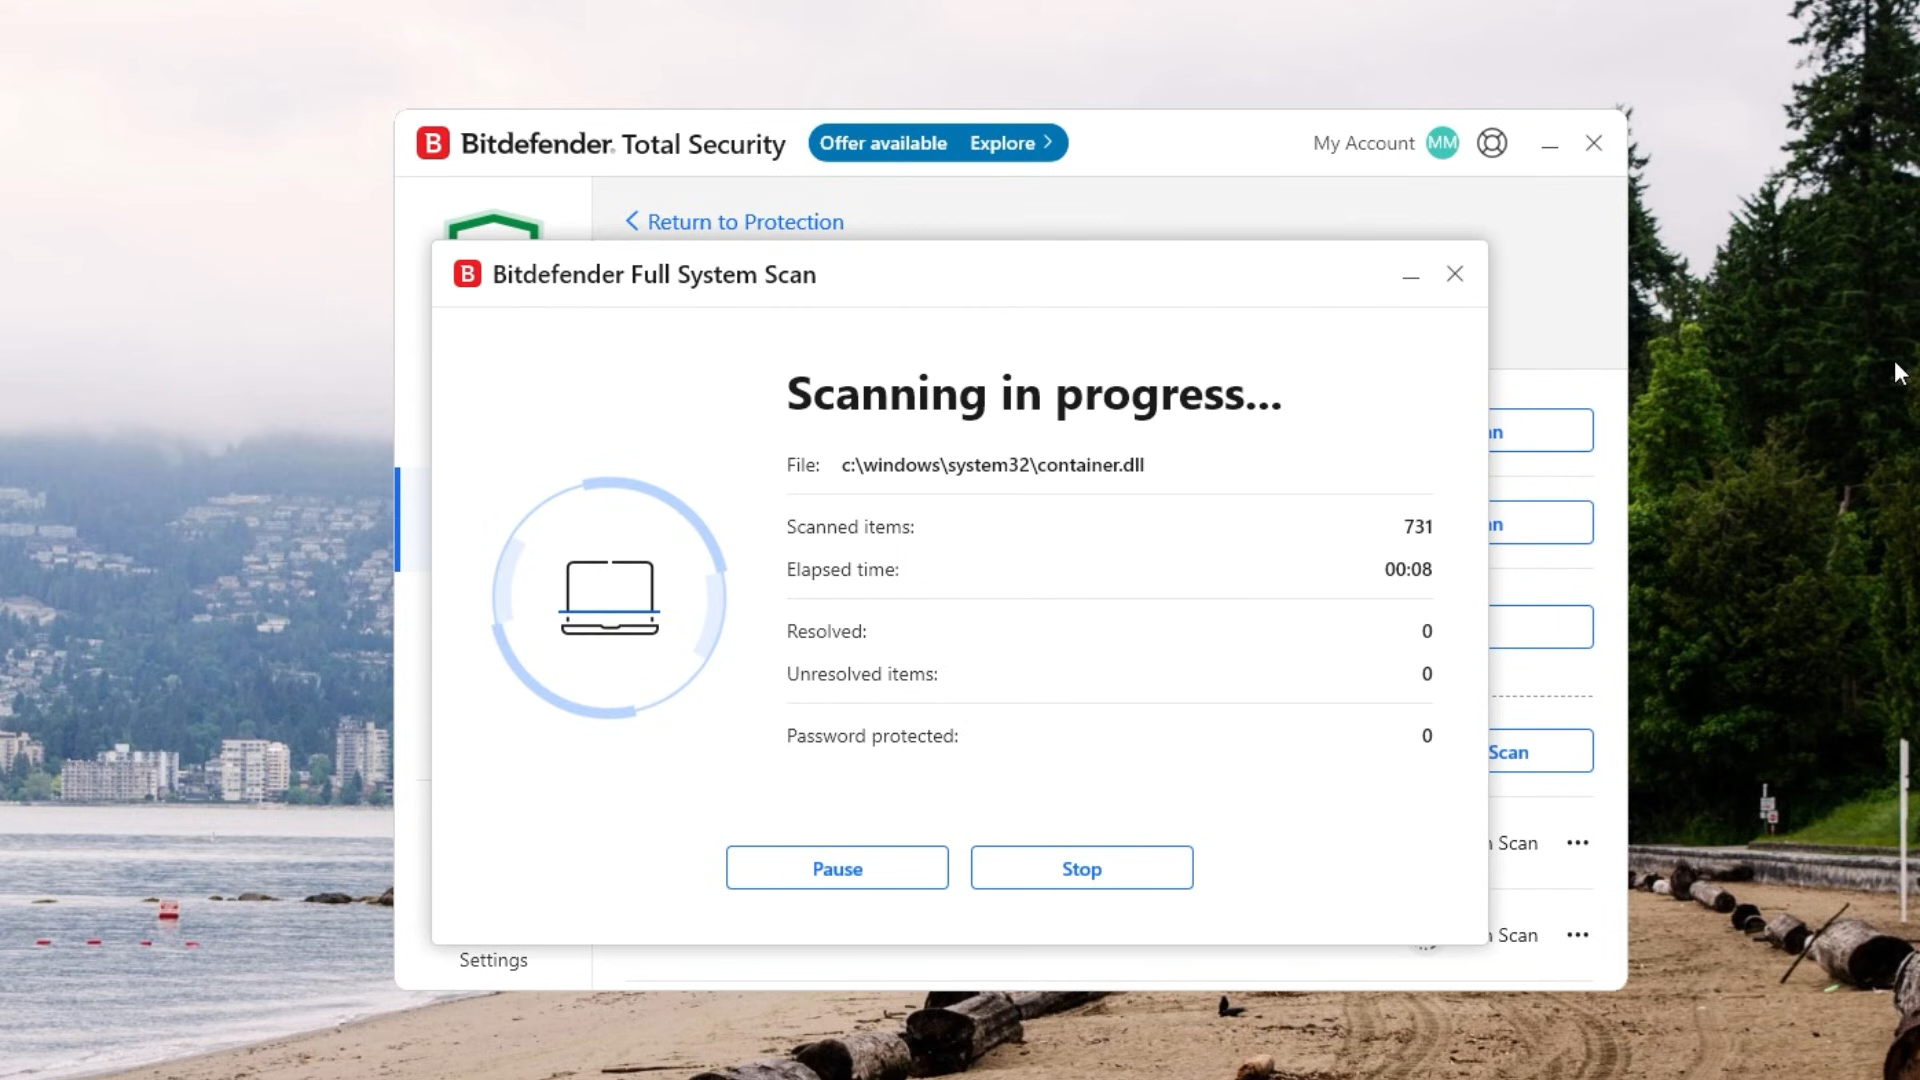 B Bitdefender Total Security Offer available Explore > My Account MM
Return to Protection
B Bitdefender Full System Scan
Scanning in progress...
File: c:\windows\system32\container.dll
Scanned items: 731
Elapsed time: 00:08
Resolved: 0
Unresolved items: 0
Password protected: 0
Scan
Scan
Scan
Pause Stop
Settings